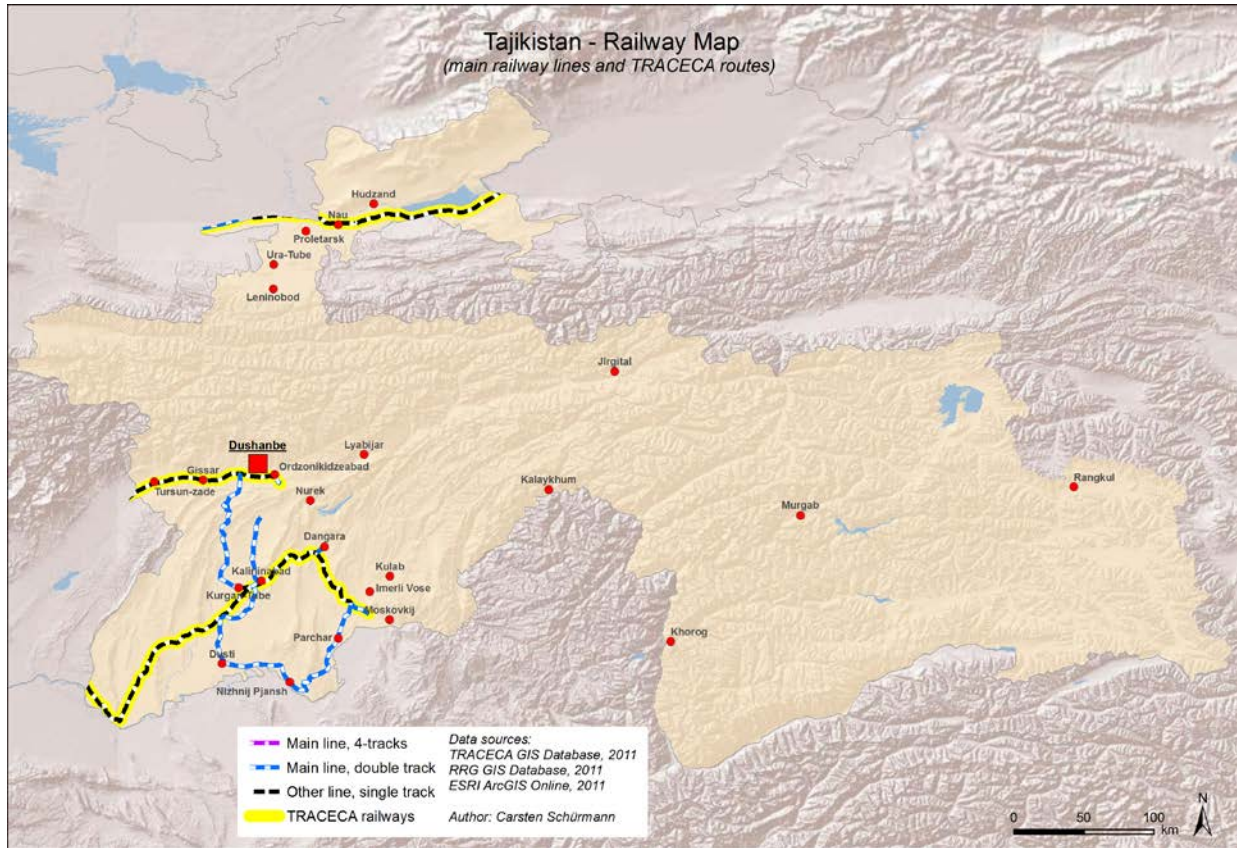 Tajikistan - Railway Map
(main railway lines and TRACECA routes)
Hudzand
Nau
Proletarsk
Ura-Tube
Leninobod
Jirgital
Dushanbe
Lyabijar
Gissar
Ordzonikidzeabad
Tursun-zade
Nurek
Kalaykhum
Rangkul
Murgab
Dangara
Kalininabad
Kulab
Kurgan-Tube
Imerli Vose
Moskovkij
Parchar
Khorog
Dusti
Nizhnij Pjansh
Main line, 4-tracks
Main line, double track
Other line, single track
TRACECA railways
Data sources:
TRACECA GIS Database, 2011
RRG GIS Database, 2011
ESRI ArcGIS Online, 2011
Author: Carsten Schürmann
N
0 50 100
km